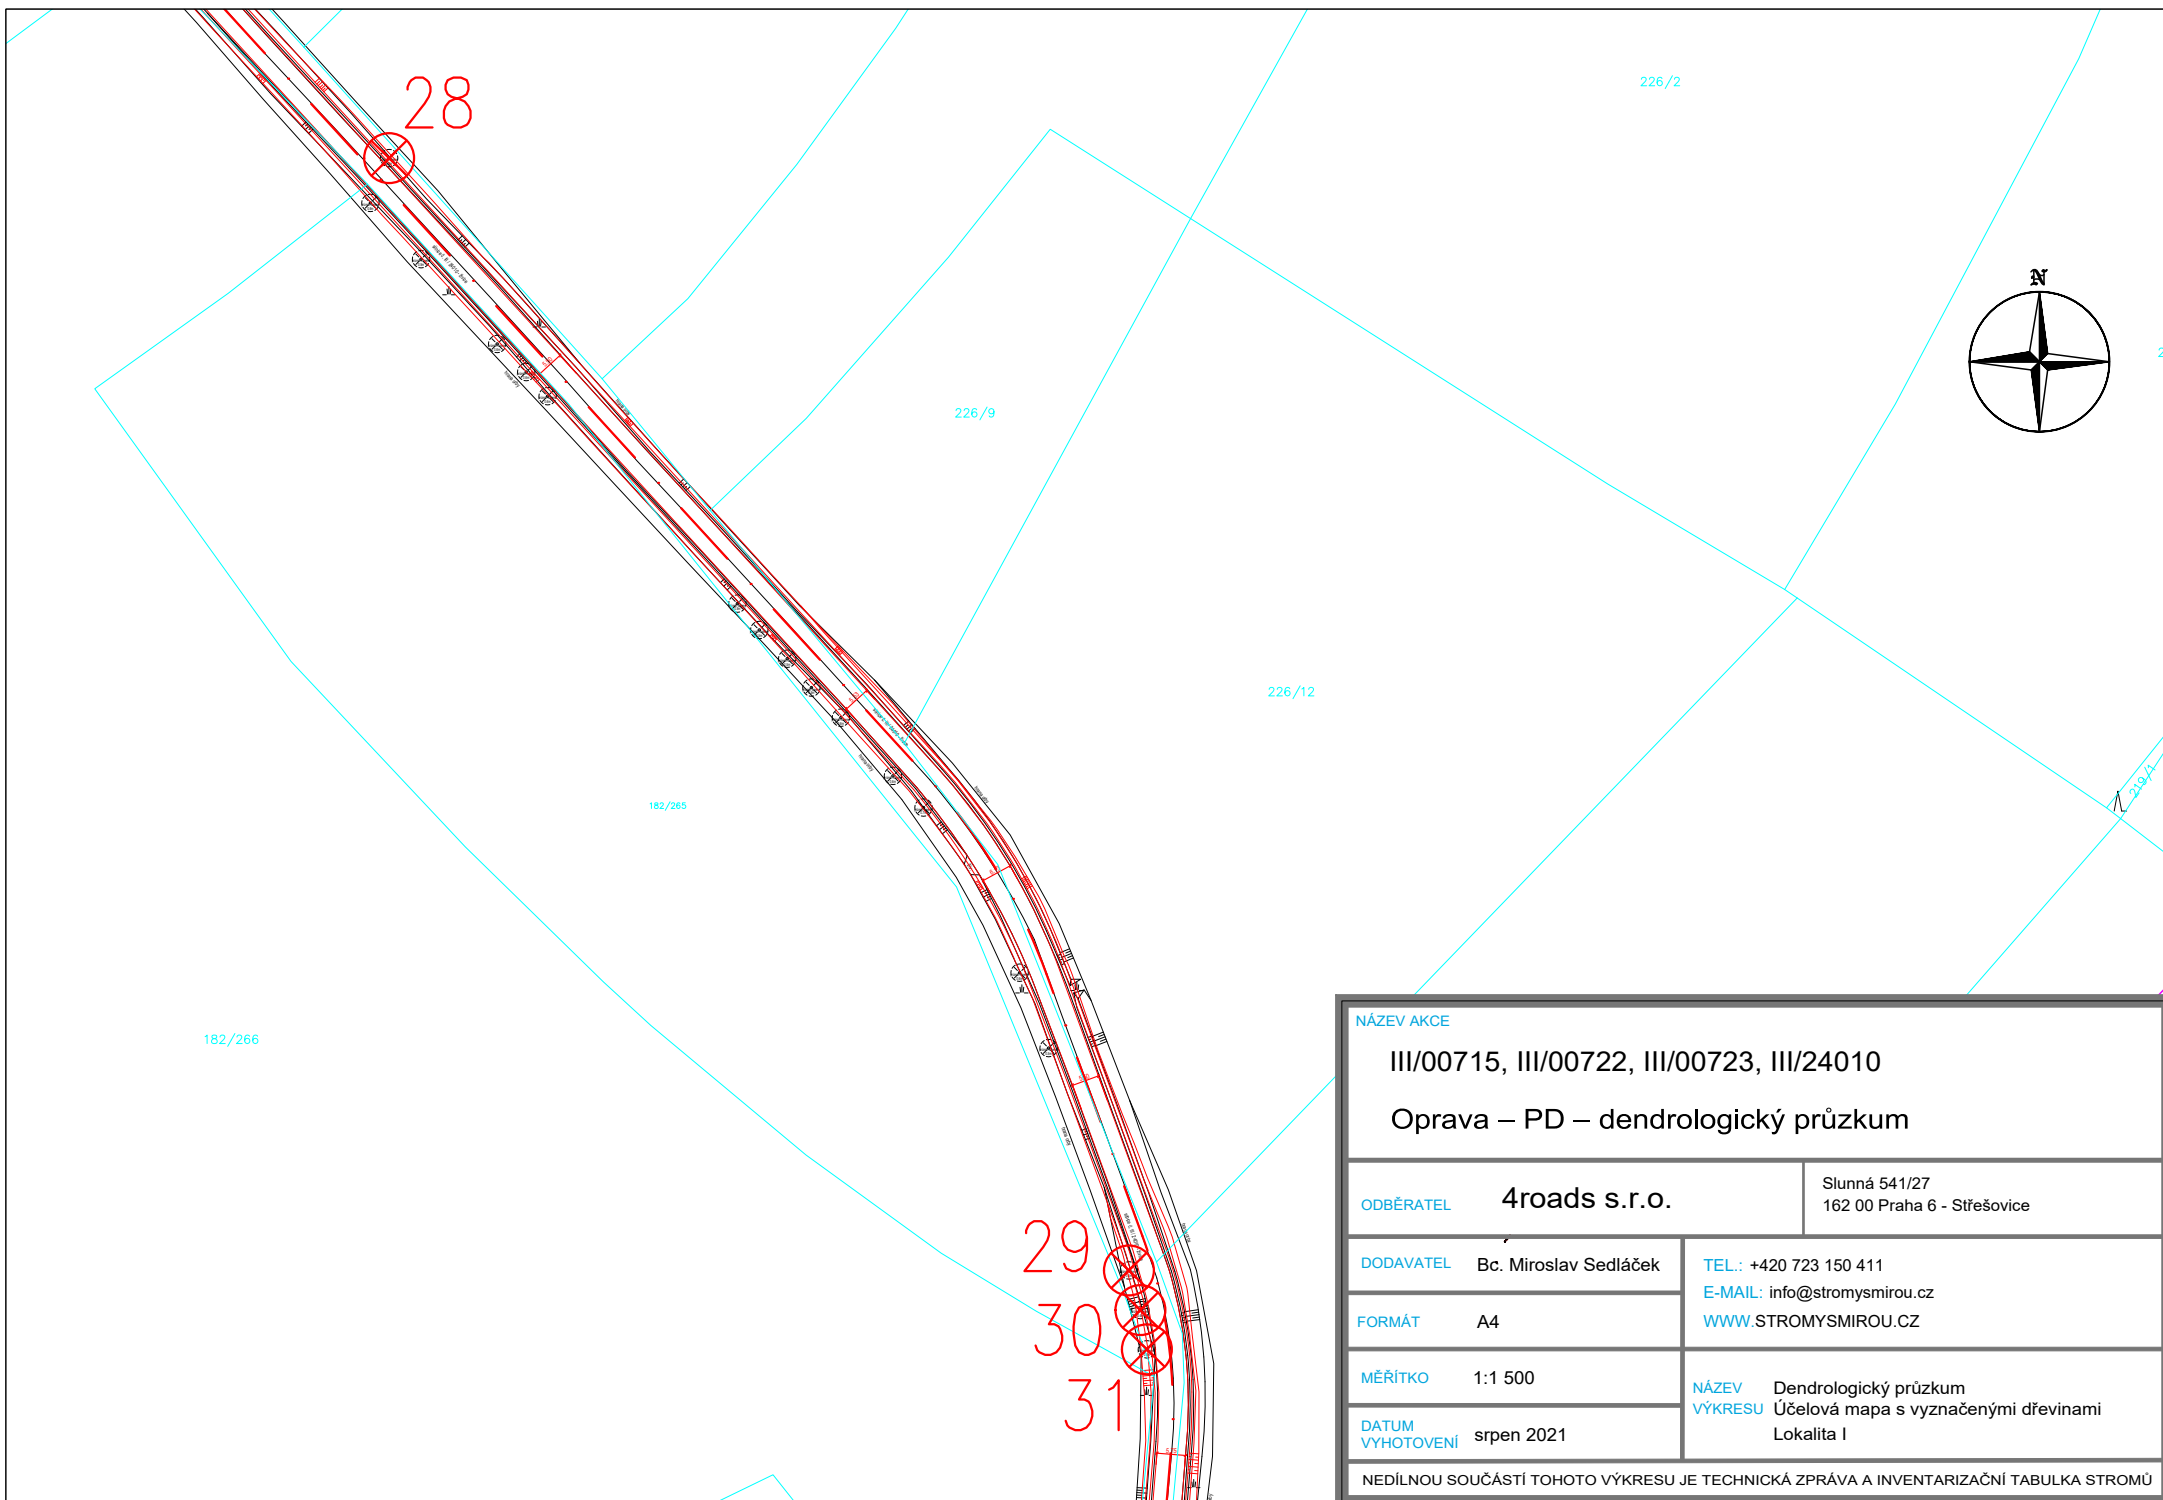 28
226/2
N
226/9
226/12
219/1
182/265
182/266
29
30
31
NÁZEV AKCE
III/00715, III/00722, III/00723, III/24010
Oprava – PD – dendrologický průzkum
ODBĚRATEL 4roads s.r.o.
Slunná 541/27
162 00 Praha 6 - Střešovice
DODAVATEL Bc. Miroslav Sedláček
TEL.: +420 723 150 411
E-MAIL: info@stromysmirou.cz
WWW.STROMYSMIROU.CZ
FORMÁT A4
MĚŘÍTKO 1:1 500
DATUM
VYHOTOVENÍ srpen 2021
NÁZEV Dendrologický průzkum
VÝKRESU Účelová mapa s vyznačenými dřevinami
Lokalita I
NEDÍLNOU SOUČÁSTÍ TOHOTO VÝKRESU JE TECHNICKÁ ZPRÁVA A INVENTARIZAČNÍ TABULKA STROMŮ